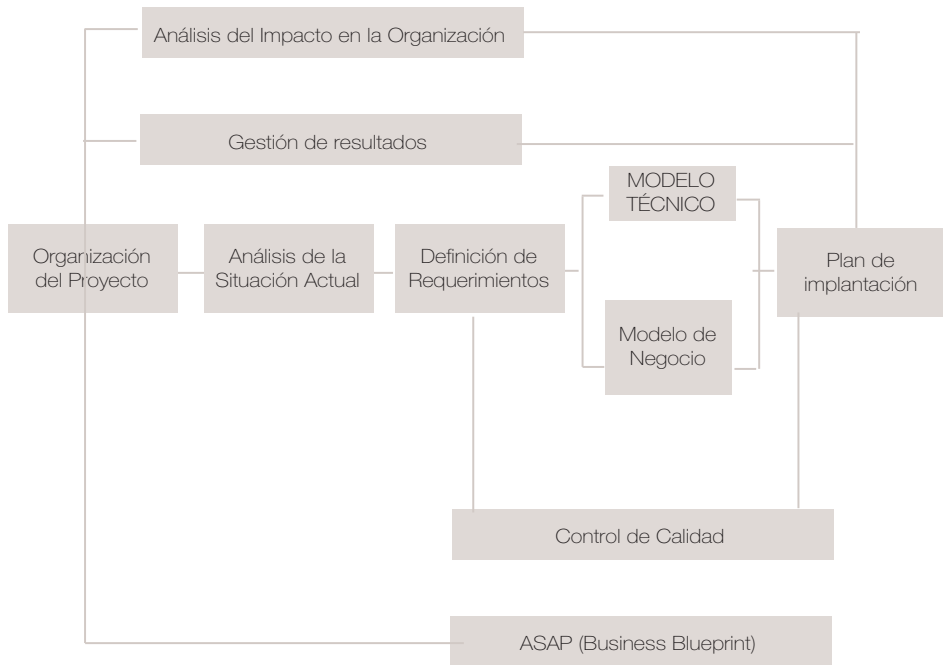 Análisis del Impacto en la Organización
Gestión de resultados
MODELO
TÉCNICO
Organización
del Proyecto
Análisis de la
Situación Actual
Definición de
Requerimientos
Plan de
implantación
Modelo de
Negocio
Control de Calidad
ASAP (Business Blueprint)